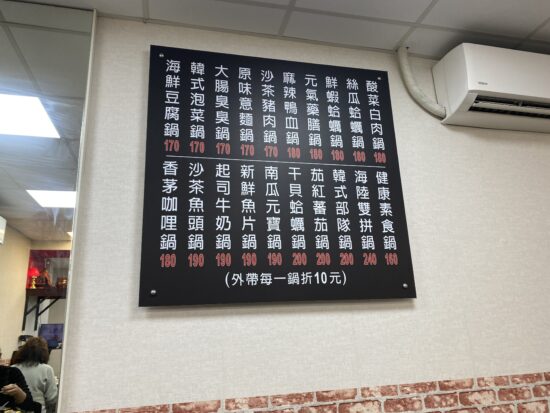 酸菜白肉鍋 180
絲瓜蛤蠣鍋 180
鮮蝦蛤蠣鍋 180
元氣藥膳鍋 180
麻辣鴨血鍋 180
沙茶豬肉鍋 170
原味意麵鍋 170
大腸臭臭鍋 170
韓式泡菜鍋 170
海鮮豆腐鍋 170
健康素食鍋 160
海陸雙拼鍋 240
韓式部隊鍋 200
茄紅蕃茄鍋 200
干貝蛤蠣鍋 200
南瓜元寶鍋 190
新鮮魚片鍋 190
起司牛奶鍋 190
沙茶魚頭鍋 190
香茅咖哩鍋 180
(外帶每一鍋折10元)